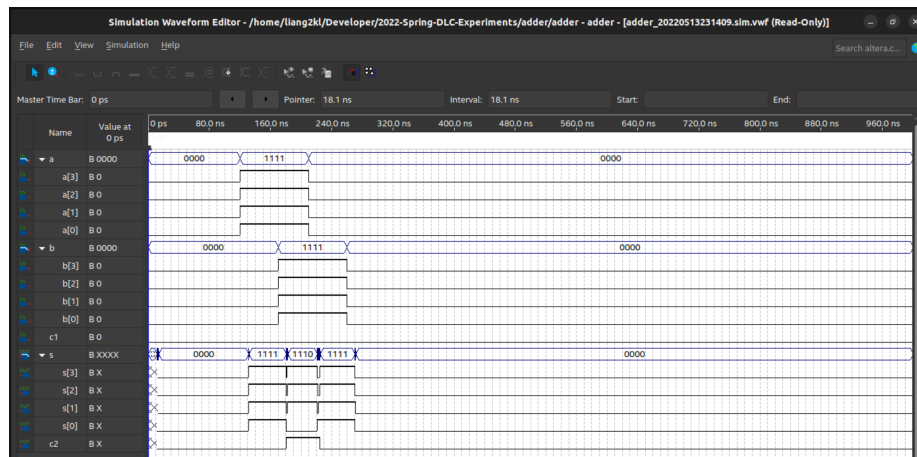 Simulation Waveform Editor - /home/liang2kl/Developer/2022-Spring-DLC-Experiments/adder/adder - adder - [adder_20220513231409.sim.vwf (Read-Only)]
File Edit View Simulation Help
Search altera.c...
Master Time Bar: 0 ps Pointer: 18.1 ns Interval: 18.1 ns Start: End:
Name Value at 0 ps
0 ps 80.0 ns 160.0 ns 240.0 ns 320.0 ns 400.0 ns 480.0 ns 560.0 ns 640.0 ns 720.0 ns 800.0 ns 880.0 ns 960.0 ns
a B 0000 0000 1111 0000
a[3] B 0
a[2] B 0
a[1] B 0
a[0] B 0
b B 0000 0000 1111 0000
b[3] B 0
b[2] B 0
b[1] B 0
b[0] B 0
c1 B 0
s B XXXX 0000 1111 1110 1111 0000
s[3] B X
s[2] B X
s[1] B X
s[0] B X
c2 B X